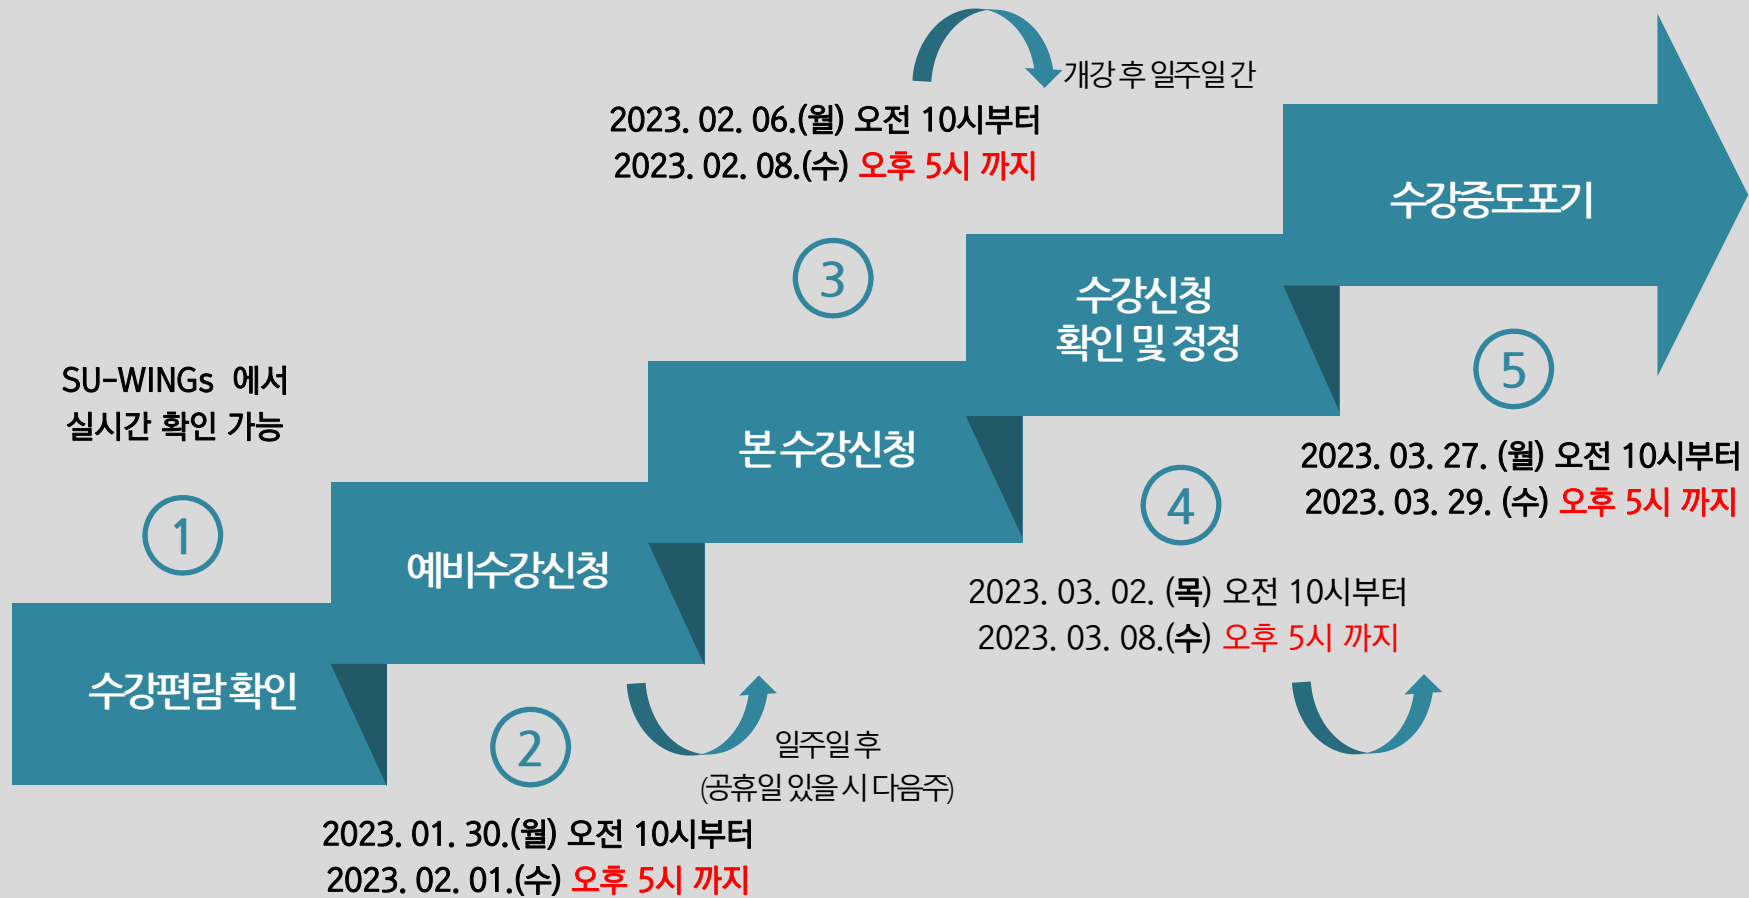 개강 후 일주일 간
2023. 02. 06.(월) 오전 10시부터
2023. 02. 08.(수) 오후 5시 까지
수강중도포기
3
수강신청
확인 및 정정
5
SU-WINGs 에서
실시간 확인 가능
본 수강신청
2023. 03. 27. (월) 오전 10시부터
2023. 03. 29. (수) 오후 5시 까지
1
4
예비수강신청
2023. 03. 02. (목) 오전 10시부터
2023. 03. 08.(수) 오후 5시 까지
수강편람 확인
2
일주일 후
(공휴일 있을 시 다음주)
2023. 01. 30.(월) 오전 10시부터
2023. 02. 01.(수) 오후 5시 까지